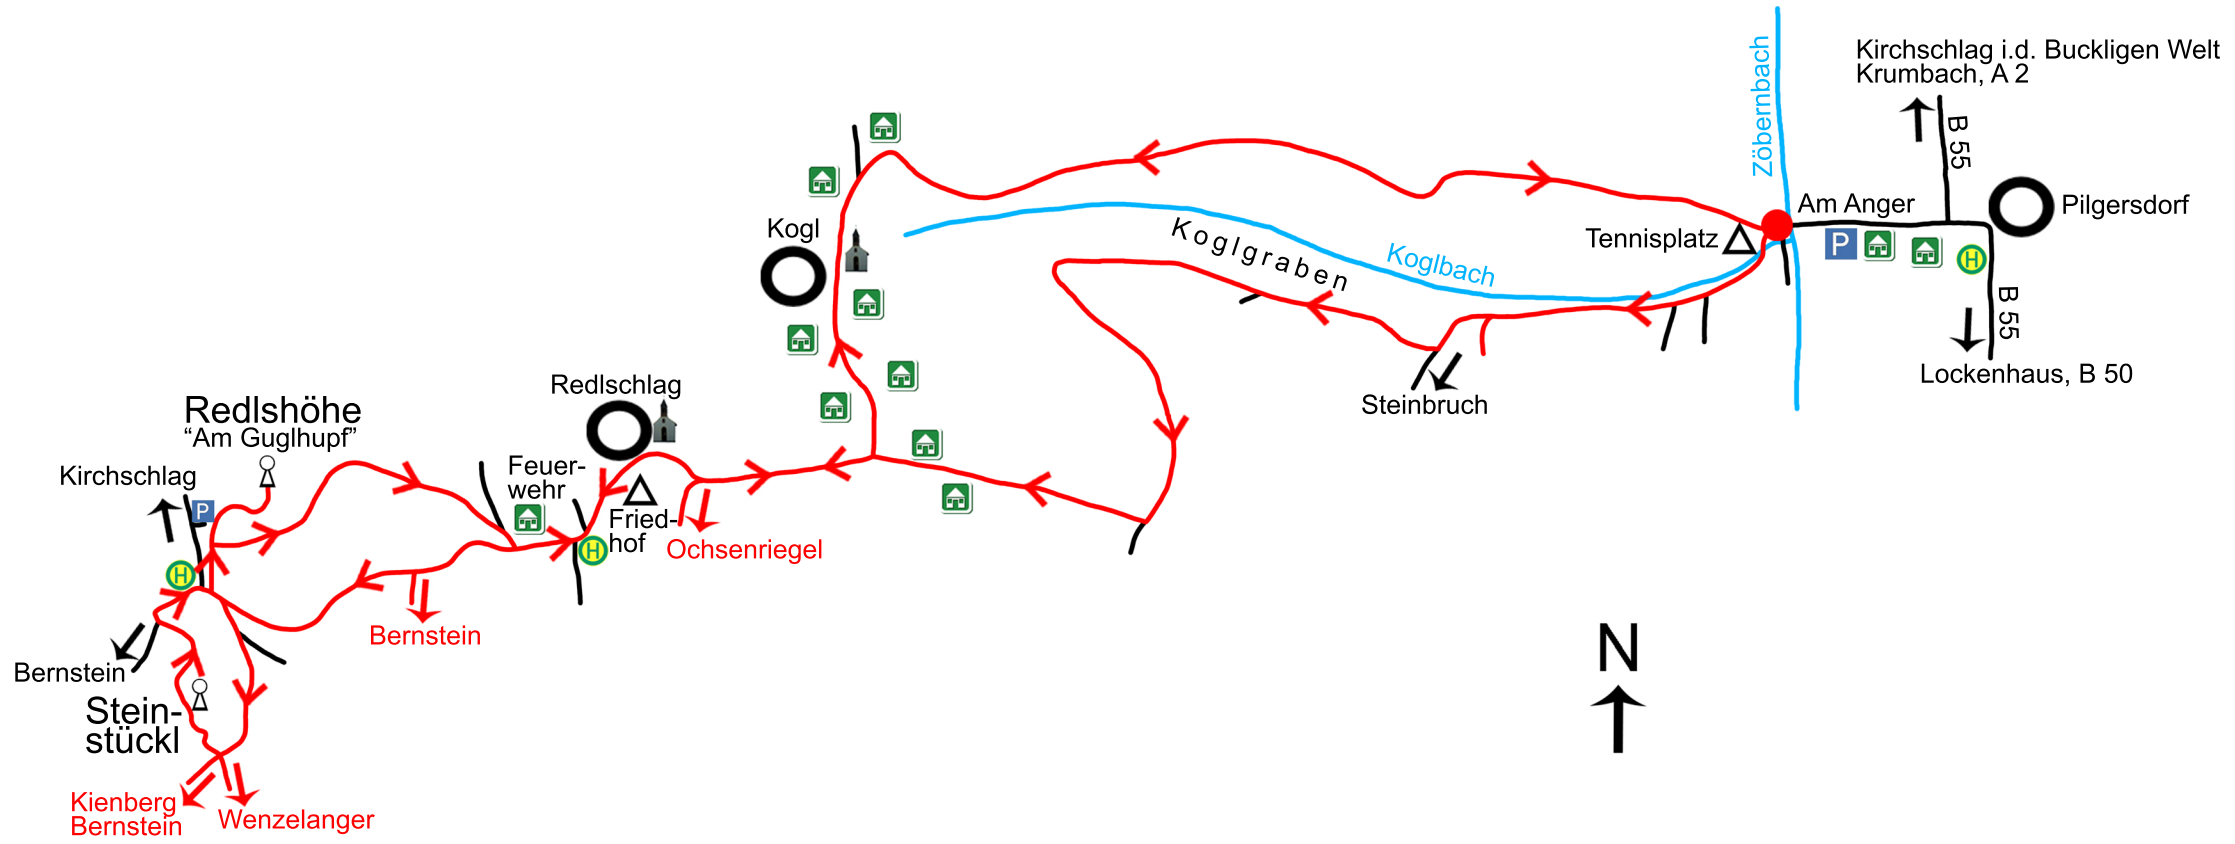 Kirchschlag i.d. Buckligen Welt
Krumbach, A 2
Zöbernbach
B 55
Am Anger
Pilgersdorf
P
H
B 55
Lockenhaus, B 50
Tennisplatz
Koglgraben
Koglbach
Steinbruch
Kogl
Redlschlag
Redlshöhe
“Am Guglhupf”
Kirchschlag
P
Feuer-
wehr
Fried-
hof
H
Ochsenriegel
H
Bernstein
Bernstein
Stein-
stückl
Kienberg
Bernstein
Wenzelanger
N